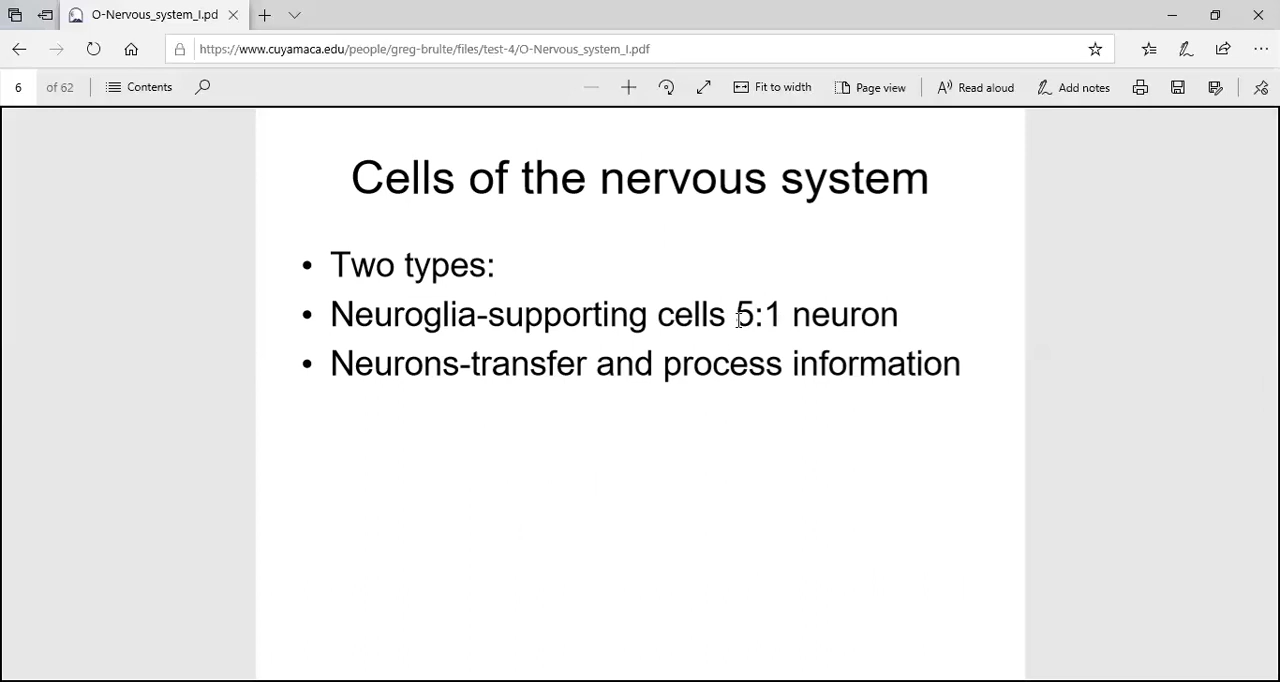 O-Nervous_system_I.pd
https://www.cuyamaca.edu/people/greg-brulte/files/test-4/O-Nervous_system_I.pdf
6 of 62 Contents Fit to width Page view Read aloud Add notes
Cells of the nervous system
• Two types:
• Neuroglia-supporting cells 5:1 neuron
• Neurons-transfer and process information